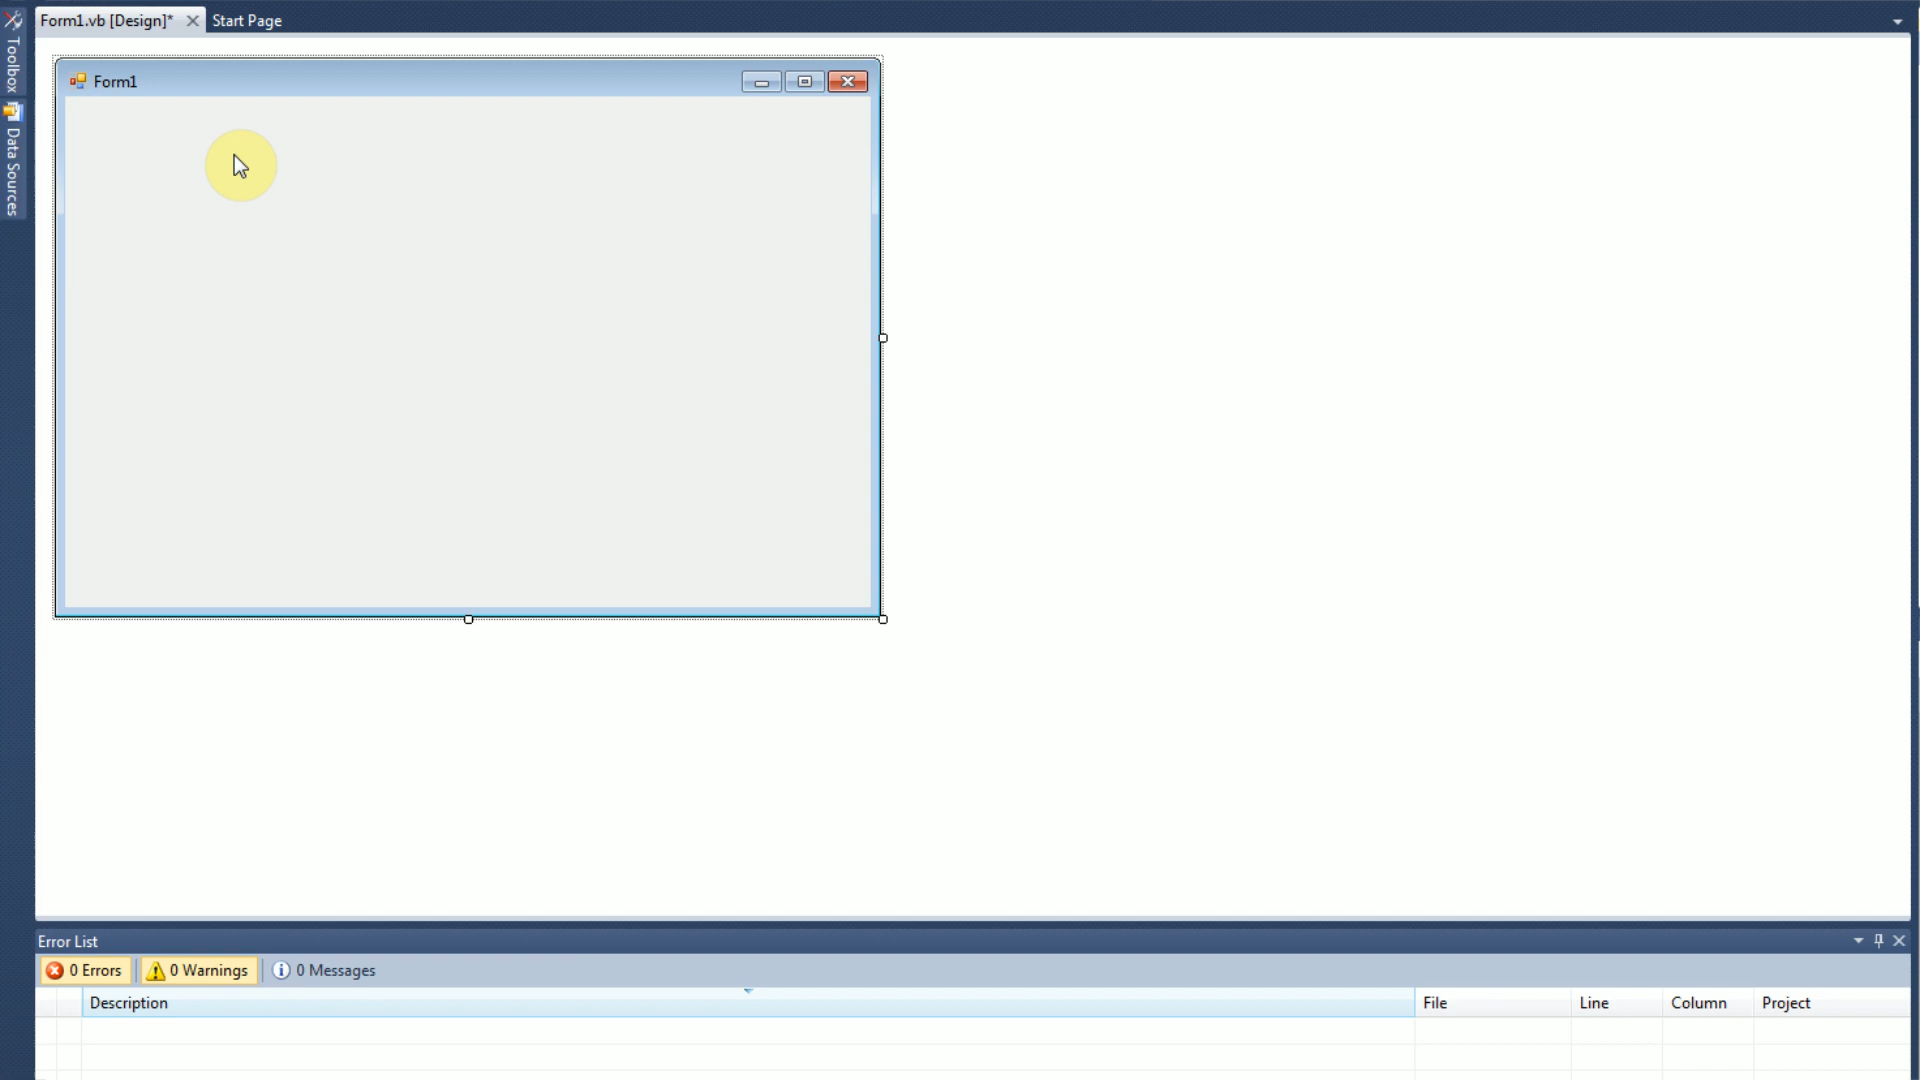 Form1.vb [Design]*
Start Page
Toolbox
Data Sources
Form1
Error List
0 Errors
0 Warnings
0 Messages
Description
File
Line
Column
Project